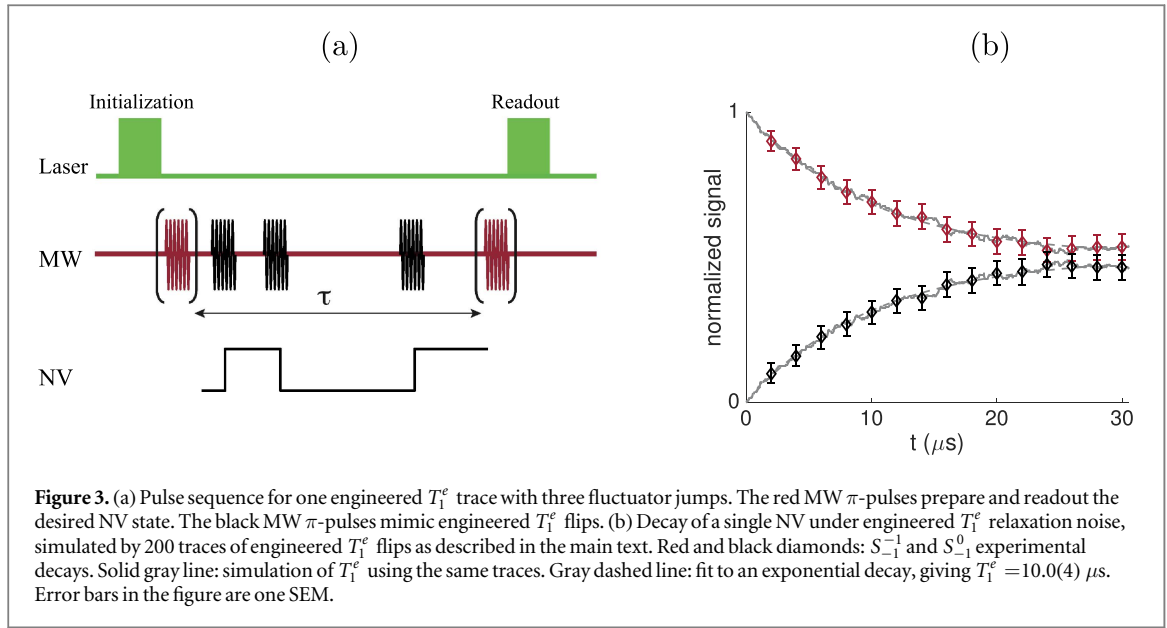 (a)
Initialization
Readout
Laser
MW
τ
NV
(b)
1
normalized signal
0
0
10
20
30
t (μs)
Figure 3. (a) Pulse sequence for one engineered T₁ᵉ trace with three fluctuator jumps. The red MW π-pulses prepare and readout the
desired NV state. The black MW π-pulses mimic engineered T₁ᵉ flips. (b) Decay of a single NV under engineered T₁ᵉ relaxation noise,
simulated by 200 traces of engineered T₁ᵉ flips as described in the main text. Red and black diamonds: S₋₁⁻¹ and S₋₁⁰ experimental
decays. Solid gray line: simulation of T₁ᵉ using the same traces. Gray dashed line: fit to an exponential decay, giving T₁ᵉ =10.0(4) μs.
Error bars in the figure are one SEM.